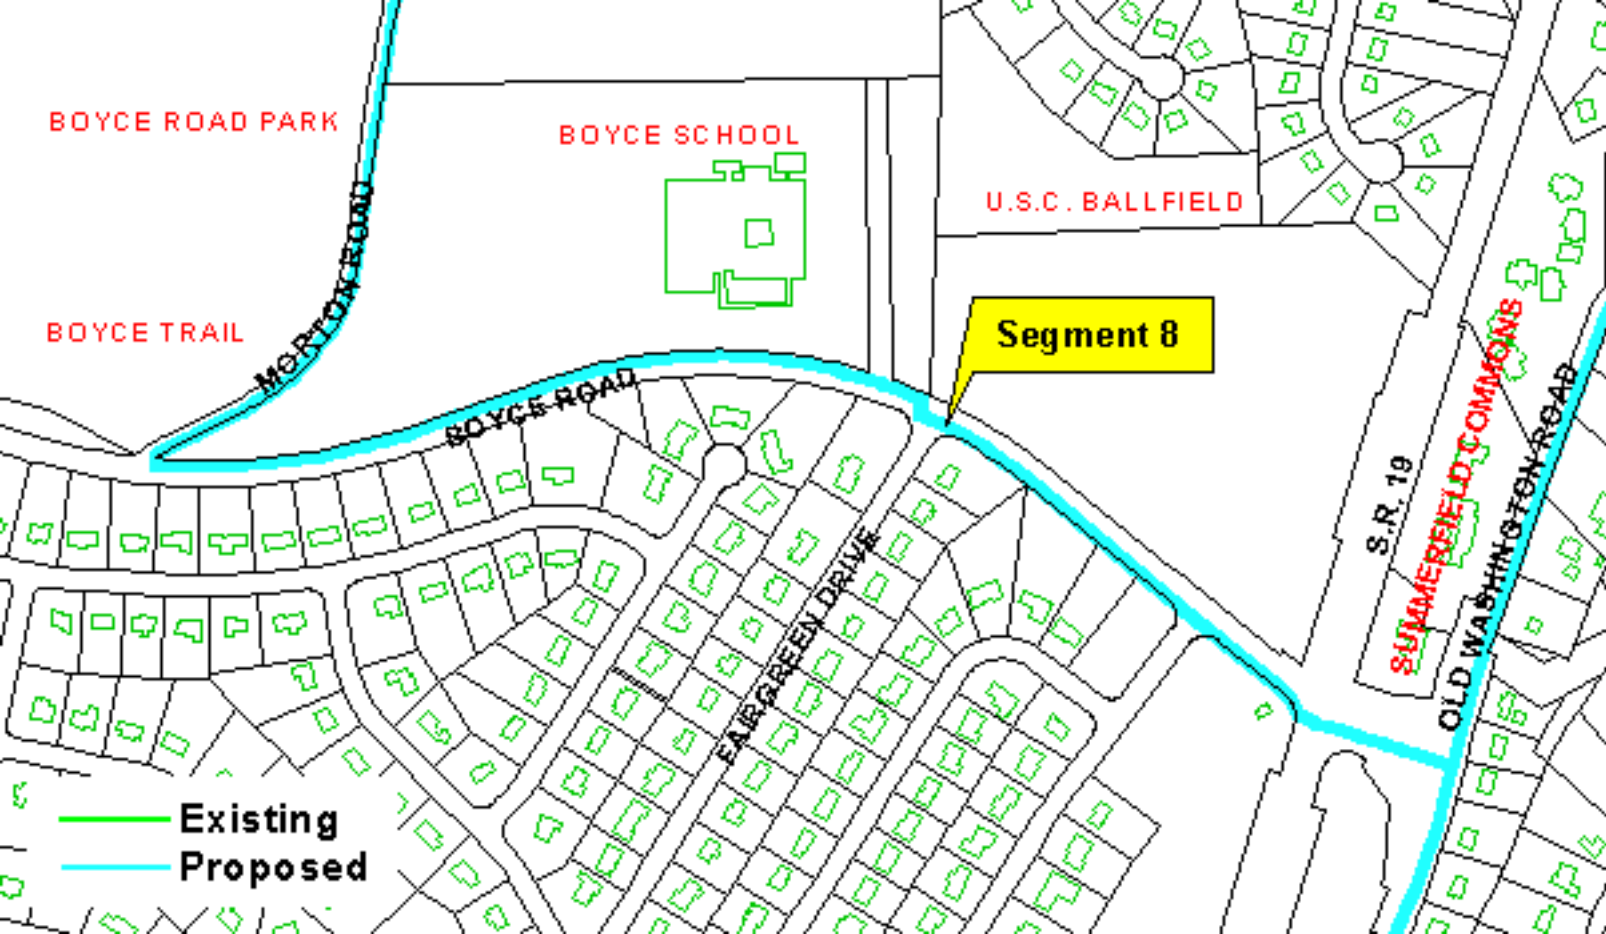 BOYCE ROAD PARK
BOYCE SCHOOL
U.S.C. BALLFIELD
MORTON ROAD
BOYCE TRAIL
Segment 8
BOYCE ROAD
S.R. 19
SUMMERFIELD COMMONS
OLD WASHINGTON ROAD
FAIRGREEN DRIVE
Existing
Proposed